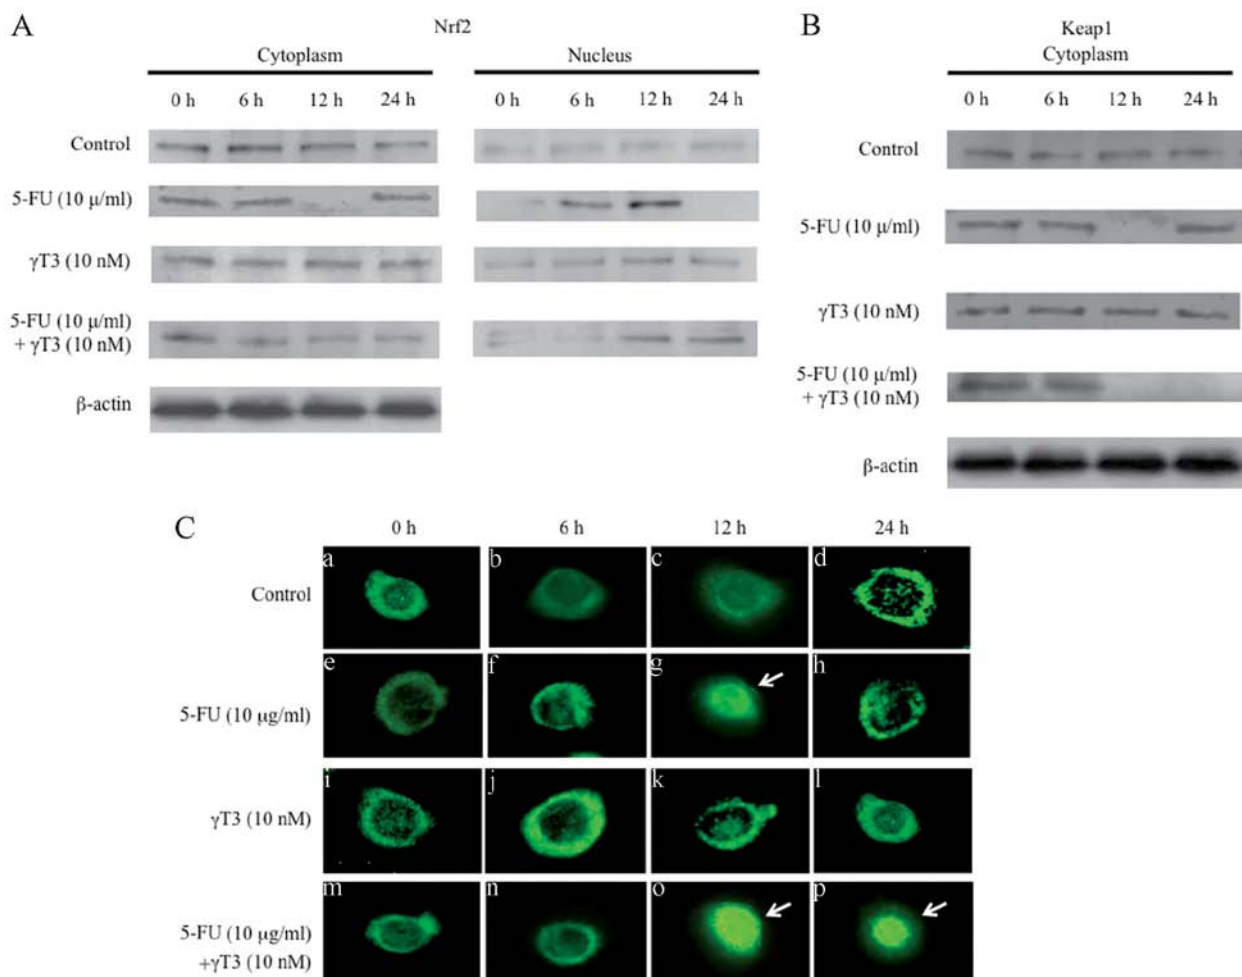 A
Nrf2
Cytoplasm
Nucleus
0 h 6 h 12 h 24 h
0 h 6 h 12 h 24 h
Control
5-FU (10 μ/ml)
γT3 (10 nM)
5-FU (10 μ/ml)
+ γT3 (10 nM)
β-actin
B
Keap1
Cytoplasm
0 h 6 h 12 h 24 h
Control
5-FU (10 μ/ml)
γT3 (10 nM)
5-FU (10 μ/ml)
+ γT3 (10 nM)
β-actin
C
0 h 6 h 12 h 24 h
Control
a b c d
5-FU (10 μg/ml)
e f g h
γT3 (10 nM)
i j k l
5-FU (10 μg/ml)
+γT3 (10 nM)
m n o p